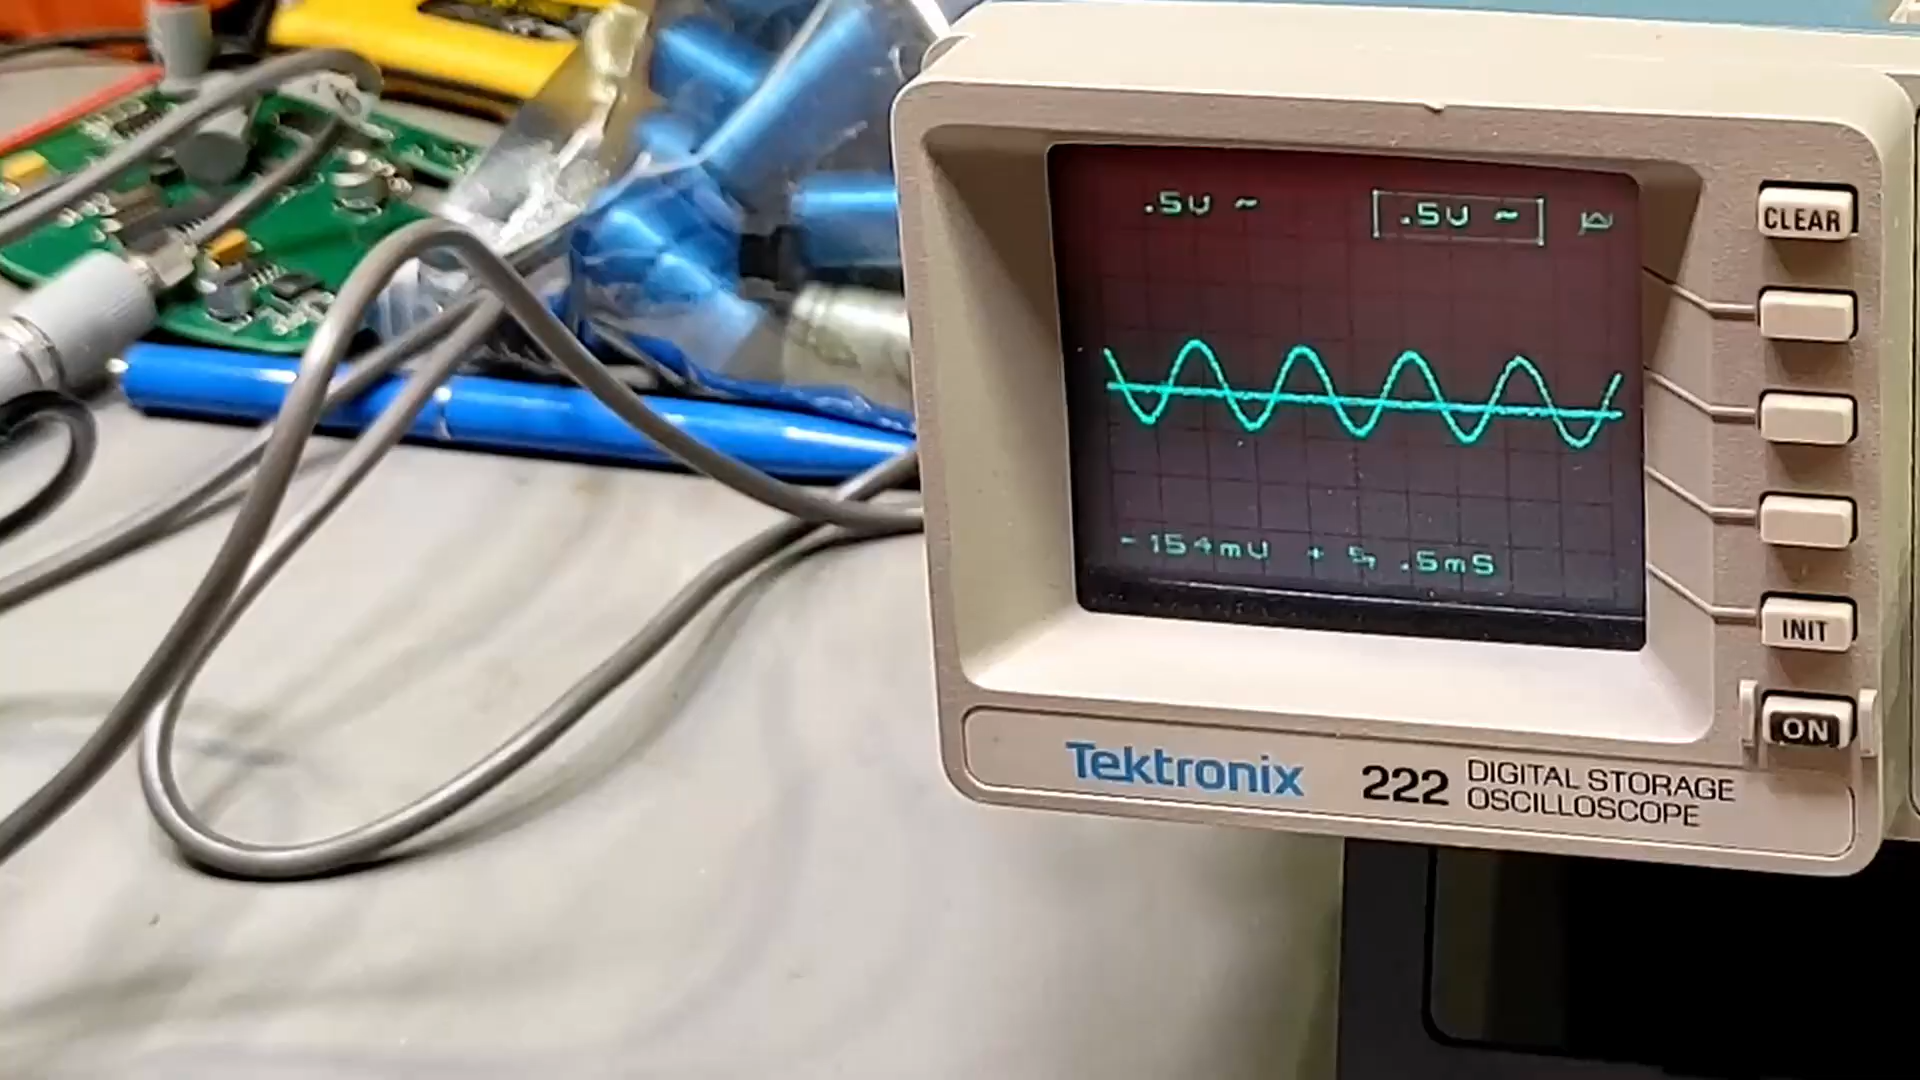 .5V ~ .5V ~
CLEAR
-154mV + .5mS
INIT
ON
Tektronix 222 DIGITAL STORAGE
OSCILLOSCOPE